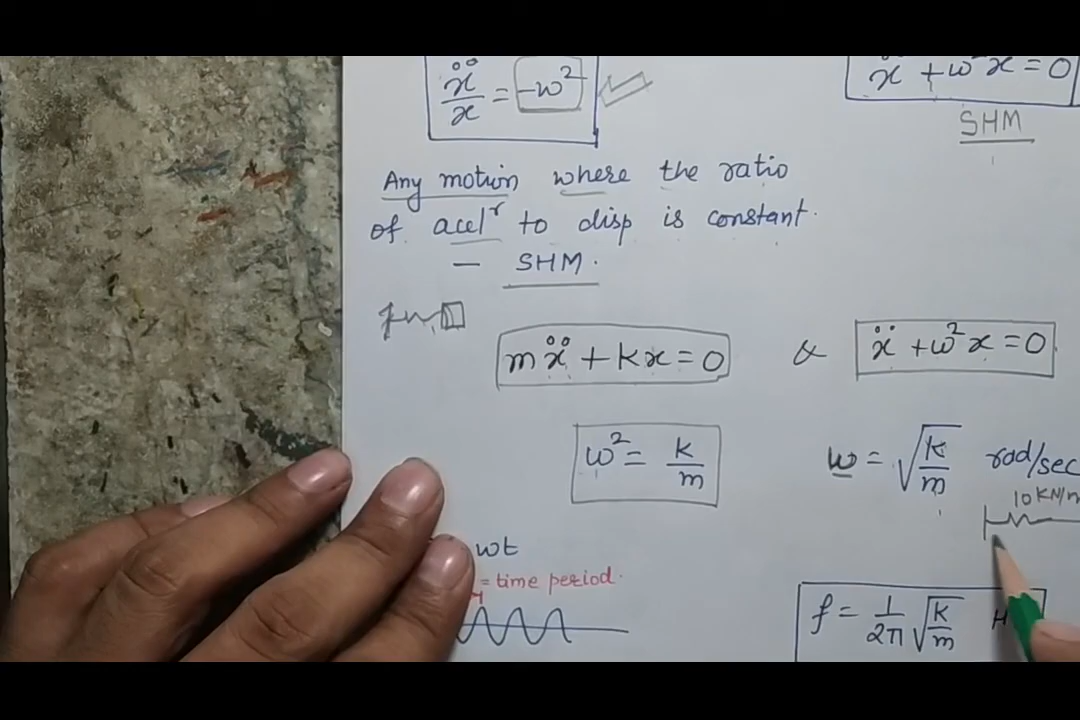 ẍ/x = -ω²
ẍ + ω²x = 0
SHM
Any motion where the ratio
of acelʳ to disp is constant.
— SHM.
mẍ + kx = 0 & ẍ + ω²x = 0
ω² = k/m ω = √(k/m) rad/sec
10 KN/m
ωt
= time period.
f = 1/2π √(k/m) H